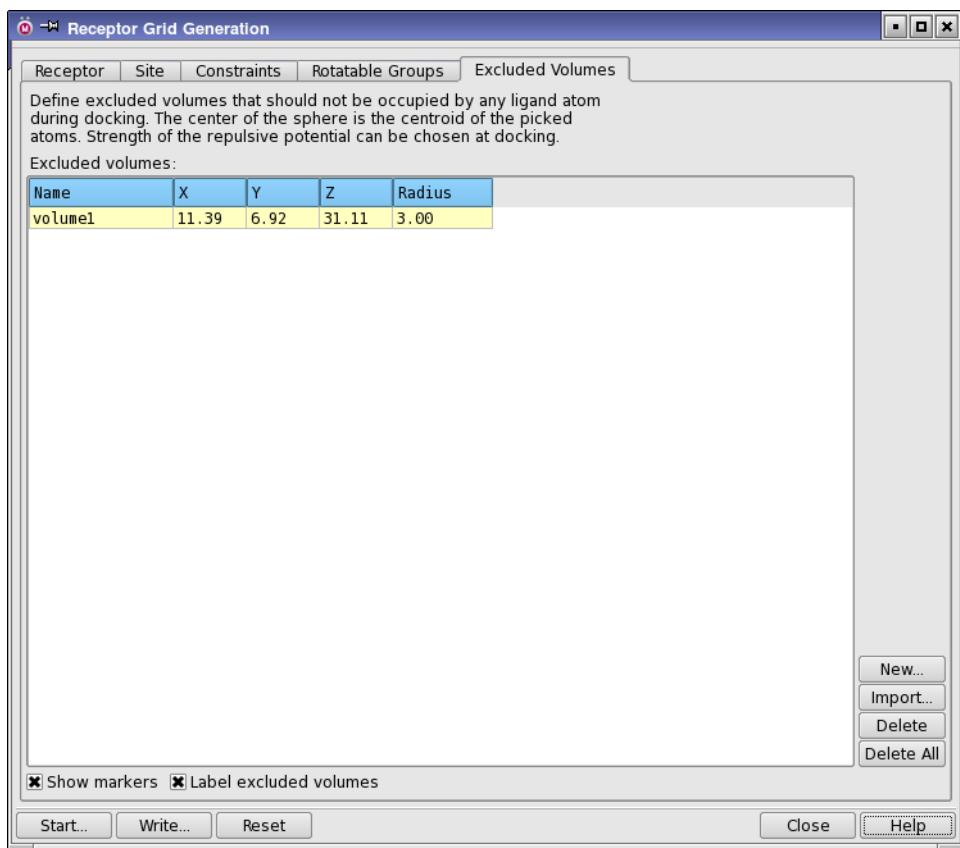 Receptor Grid Generation
Receptor Site Constraints Rotatable Groups Excluded Volumes
Define excluded volumes that should not be occupied by any ligand atom
during docking. The center of the sphere is the centroid of the picked
atoms. Strength of the repulsive potential can be chosen at docking.
Excluded volumes:
Name X Y Z Radius
volume1 11.39 6.92 31.11 3.00
New...
Import...
Delete
Delete All
Show markers Label excluded volumes
Start... Write... Reset Close Help